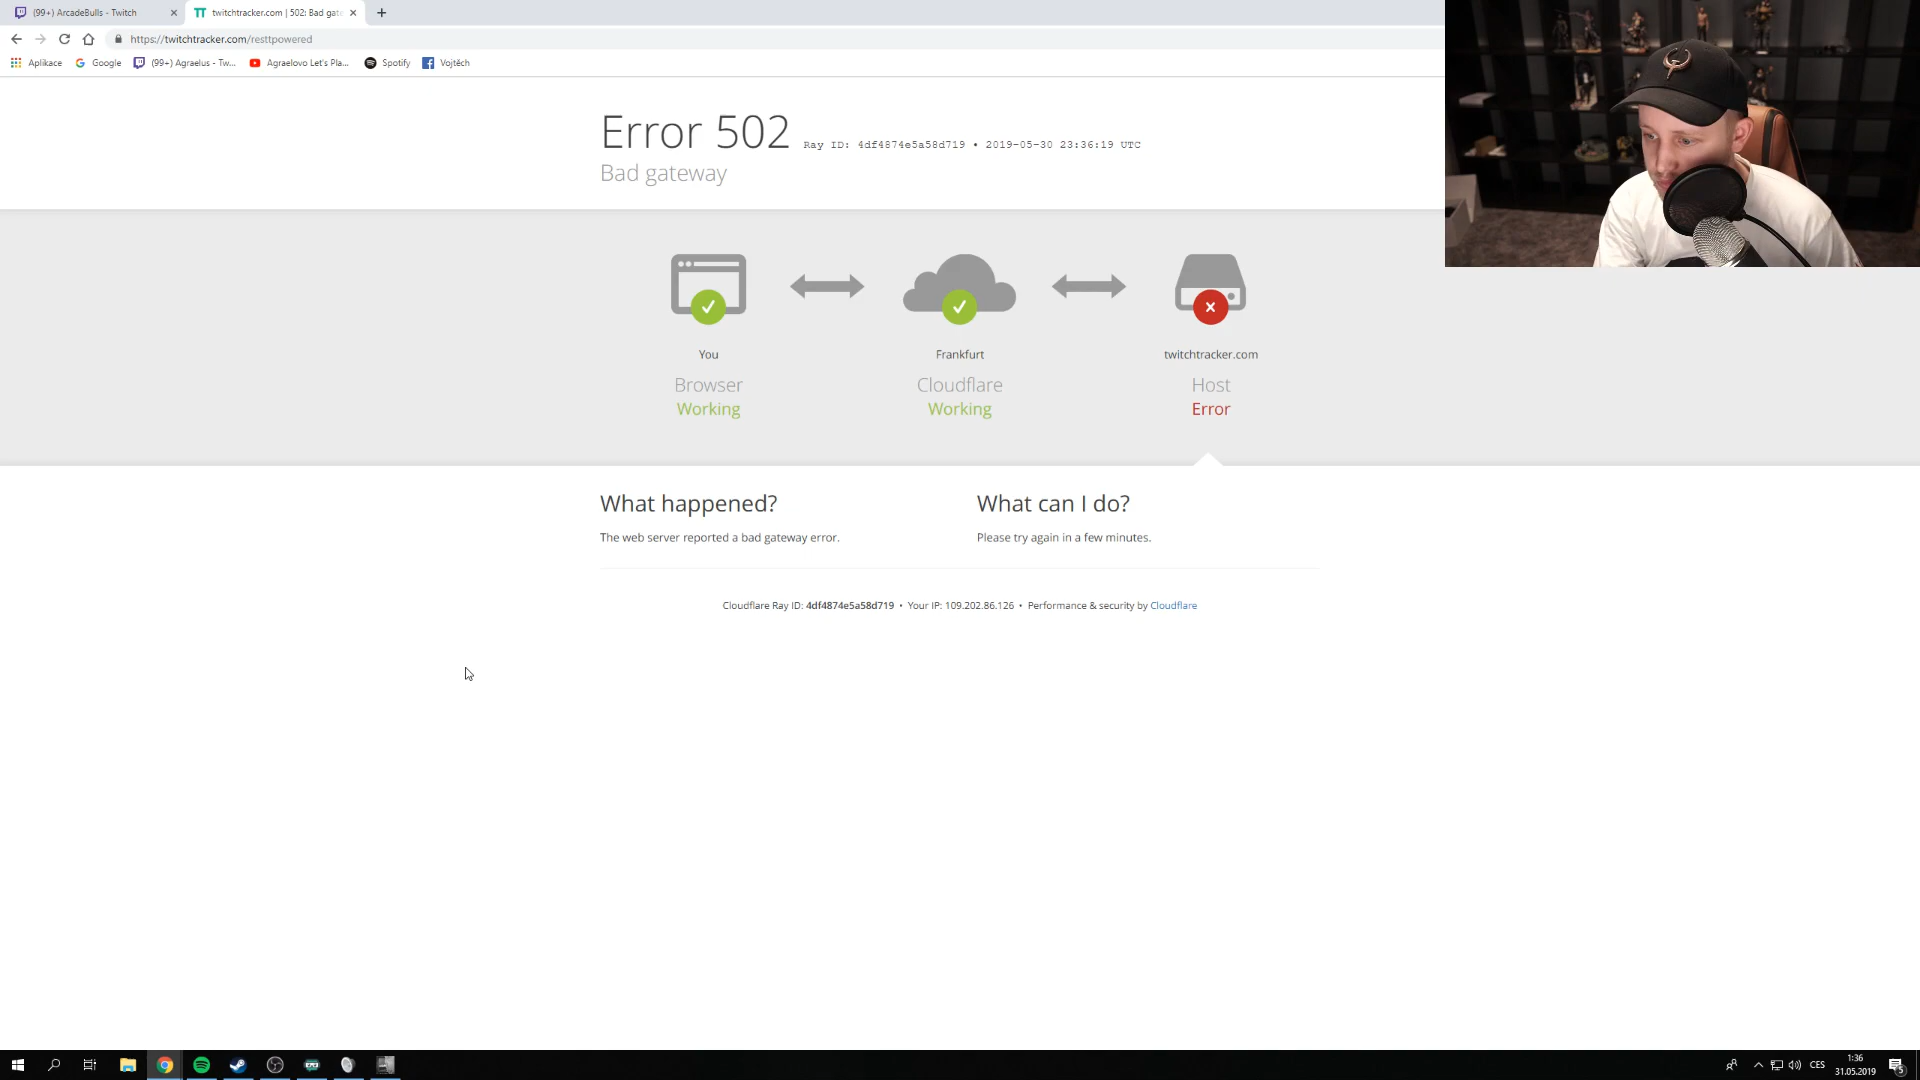 (99+) ArcadeBulls - Twitch
twitchtracker.com | 502: Bad gate
https://twitchtracker.com/resttpowered
Aplikace
Google
(99+) Agraelus - Tw...
Agraelovo Let's Pla...
Spotify
Vojtěch
Error 502 Ray ID: 4df4874e5a58d719 • 2019-05-30 23:36:19 UTC
Bad gateway
You
Browser
Working
Frankfurt
Cloudflare
Working
twitchtracker.com
Host
Error
What happened?
The web server reported a bad gateway error.
What can I do?
Please try again in a few minutes.
Cloudflare Ray ID: 4df4874e5a58d719 • Your IP: 109.202.86.126 • Performance & security by Cloudflare
CES
1:36
31.05.2019
5